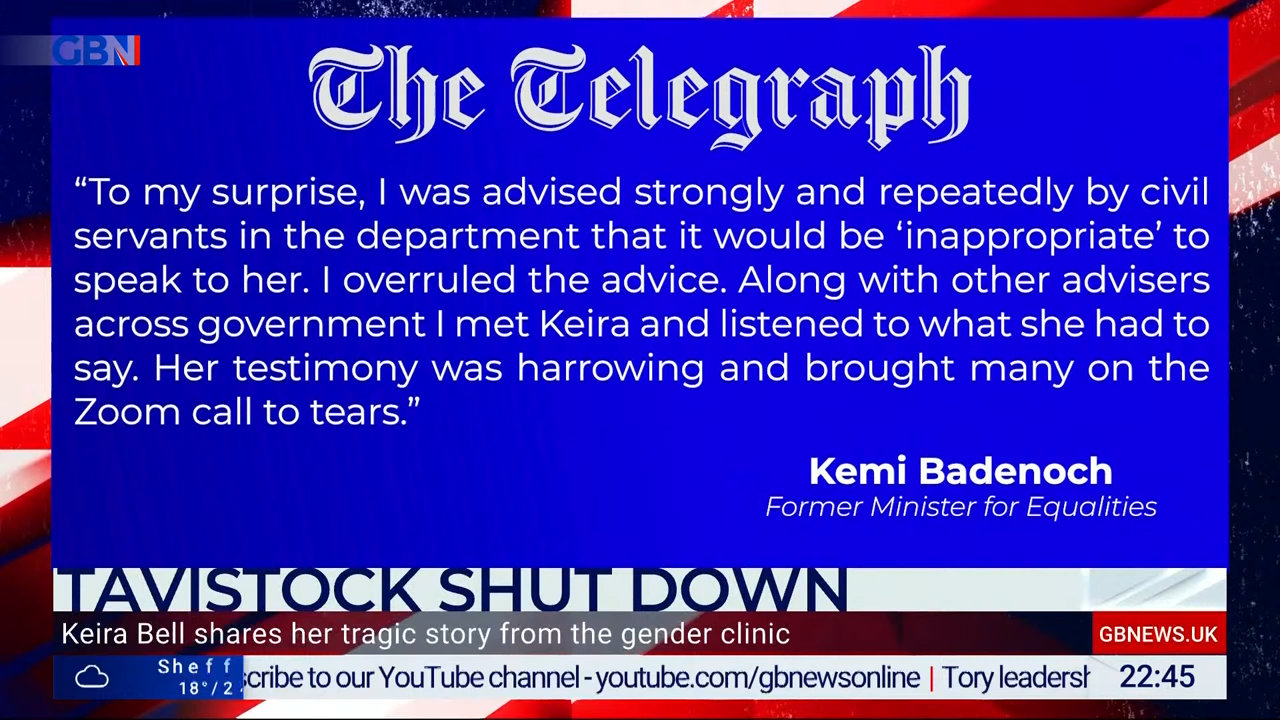 GBN
The Telegraph
“To my surprise, I was advised strongly and repeatedly by civil
servants in the department that it would be ‘inappropriate’ to
speak to her. I overruled the advice. Along with other advisers
across government I met Keira and listened to what she had to
say. Her testimony was harrowing and brought many on the
Zoom call to tears.”
Kemi Badenoch
Former Minister for Equalities
TAVISTOCK SHUT DOWN
Keira Bell shares her tragic story from the gender clinic
GBNEWS.UK
Sheff
18°/2
scribe to our YouTube channel - youtube.com/gbnewsonline | Tory leadersh
22:45